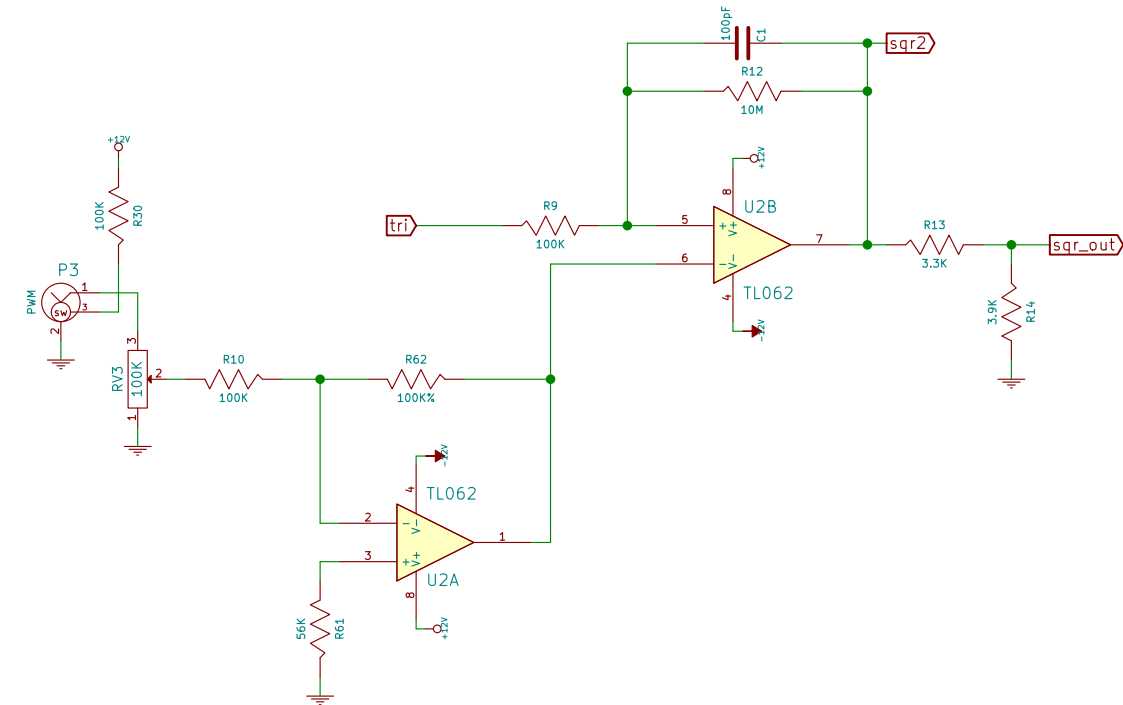 100pF
C1
sqr2
R12
10M
+12V
+12V
8
100K
R30
R9
tri
100K
5
+
V+
U2B
7
R13
3.3K
sqr_out
6
-
V-
4
TL062
-12V
3.9K
R14
P3
PWM
1
sw
3
2
3
RV3
100K
2
1
R10
100K
R62
100K%
-12V
4
TL062
2
-
V-
1
3
+
V+
U2A
8
+12V
56K
R61